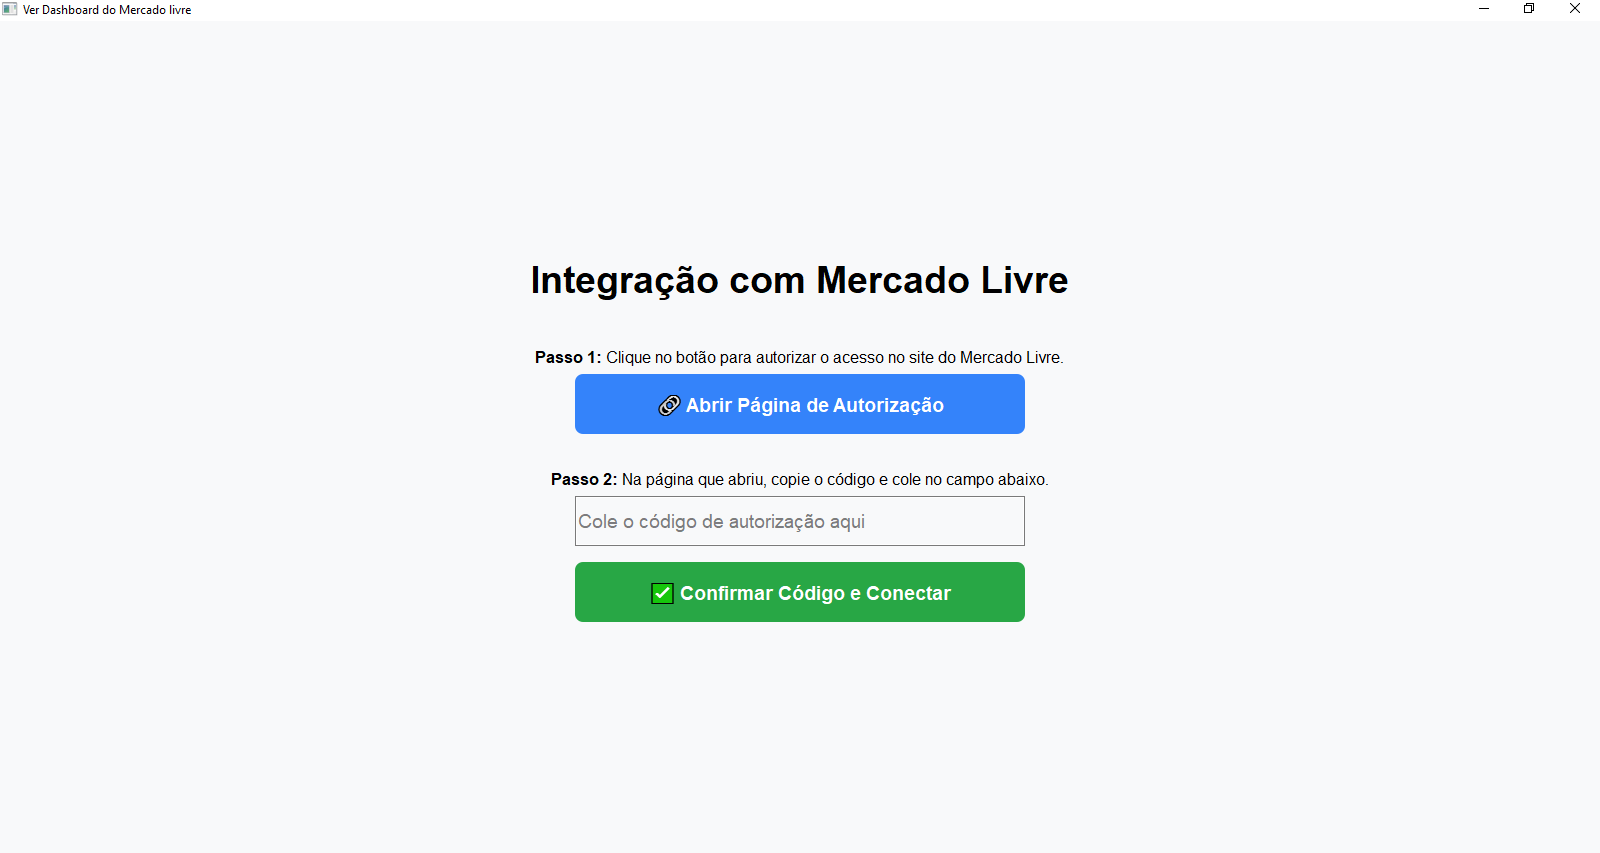 Ver Dashboard do Mercado livre
Integração com Mercado Livre
Passo 1: Clique no botão para autorizar o acesso no site do Mercado Livre.
🔗 Abrir Página de Autorização
Passo 2: Na página que abriu, copie o código e cole no campo abaixo.
Cole o código de autorização aqui
✅ Confirmar Código e Conectar